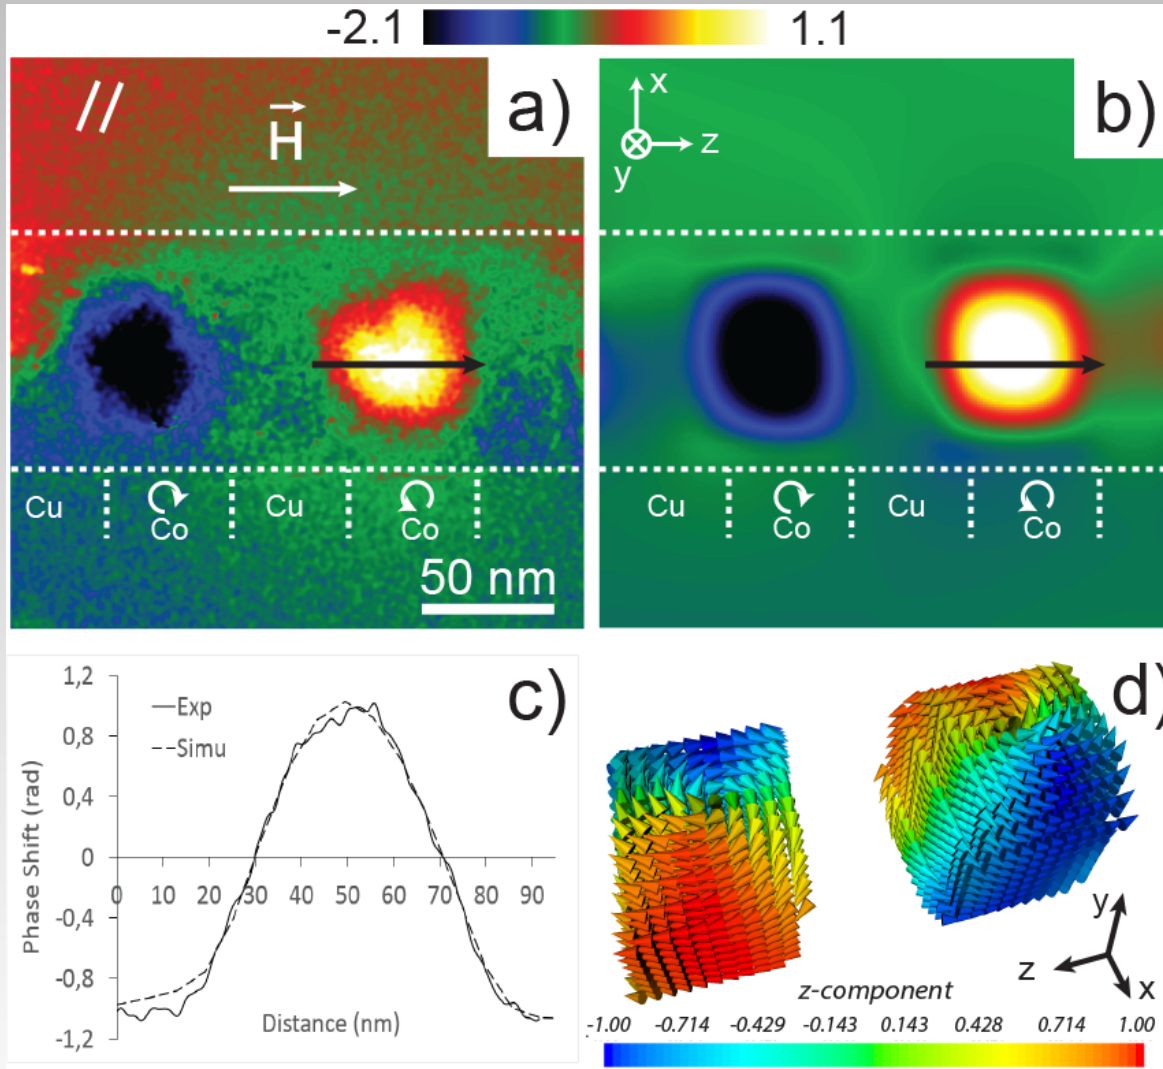 -2.1 1.1
// a)
H
x b)
z
y
Cu Co Cu Co
50 nm
Cu Co Cu Co
1,2 c)
Exp
0,8
Simu
0,4
0
0 10 20 30 40 50 60 70 80 90
-0,4
-0,8
-1,2
Phase Shift (rad)
Distance (nm)
d)
y
z
x
z-component
-1.00 -0.714 -0.429 -0.143 0.143 0.428 0.714 1.00